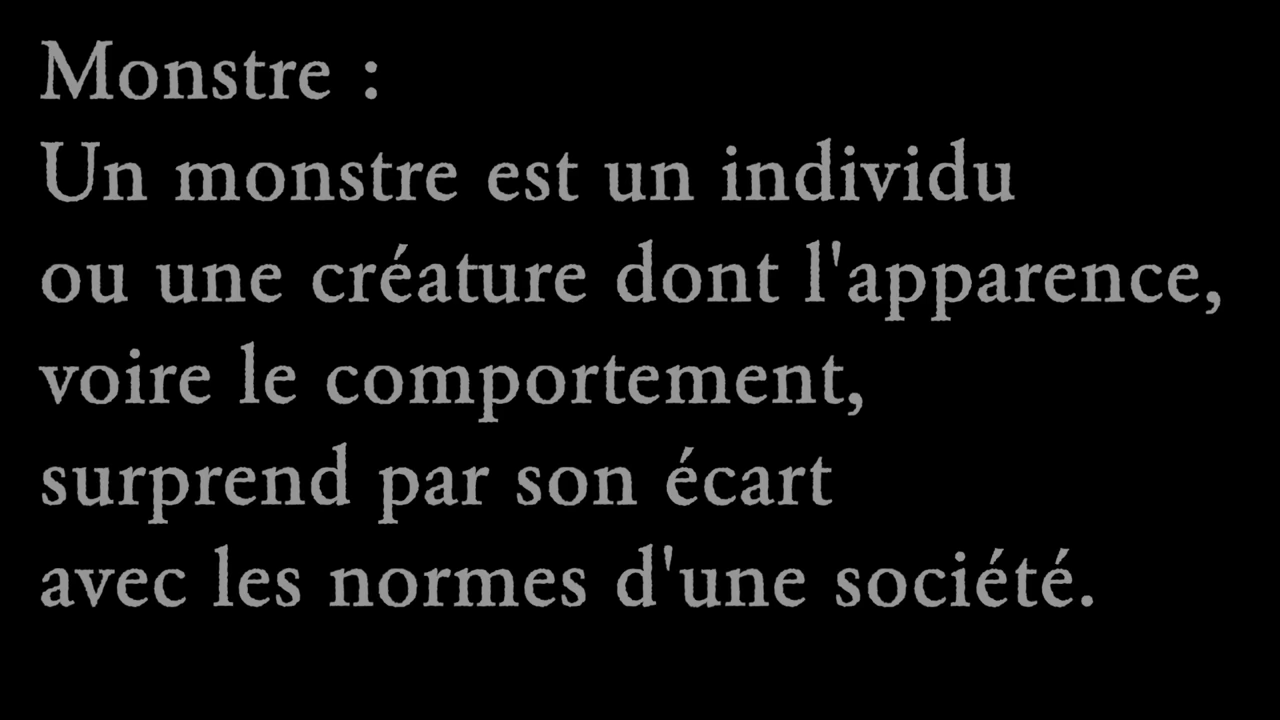 Monstre :
Un monstre est un individu
ou une créature dont l'apparence,
voire le comportement,
surprend par son écart
avec les normes d'une société.